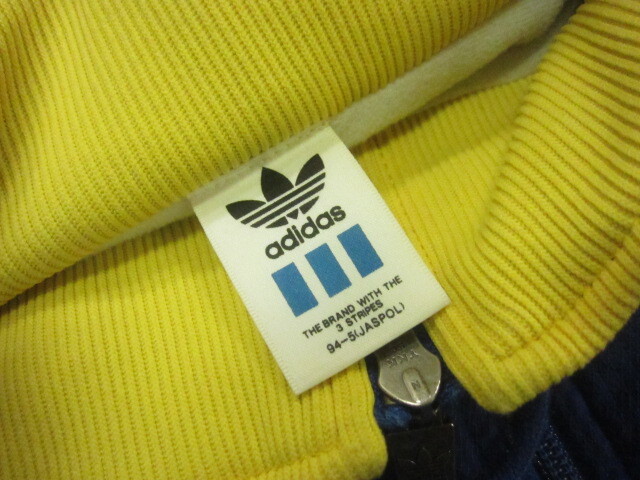 adidas
THE BRAND WITH THE
3 STRIPES
94-5(JASPOL)